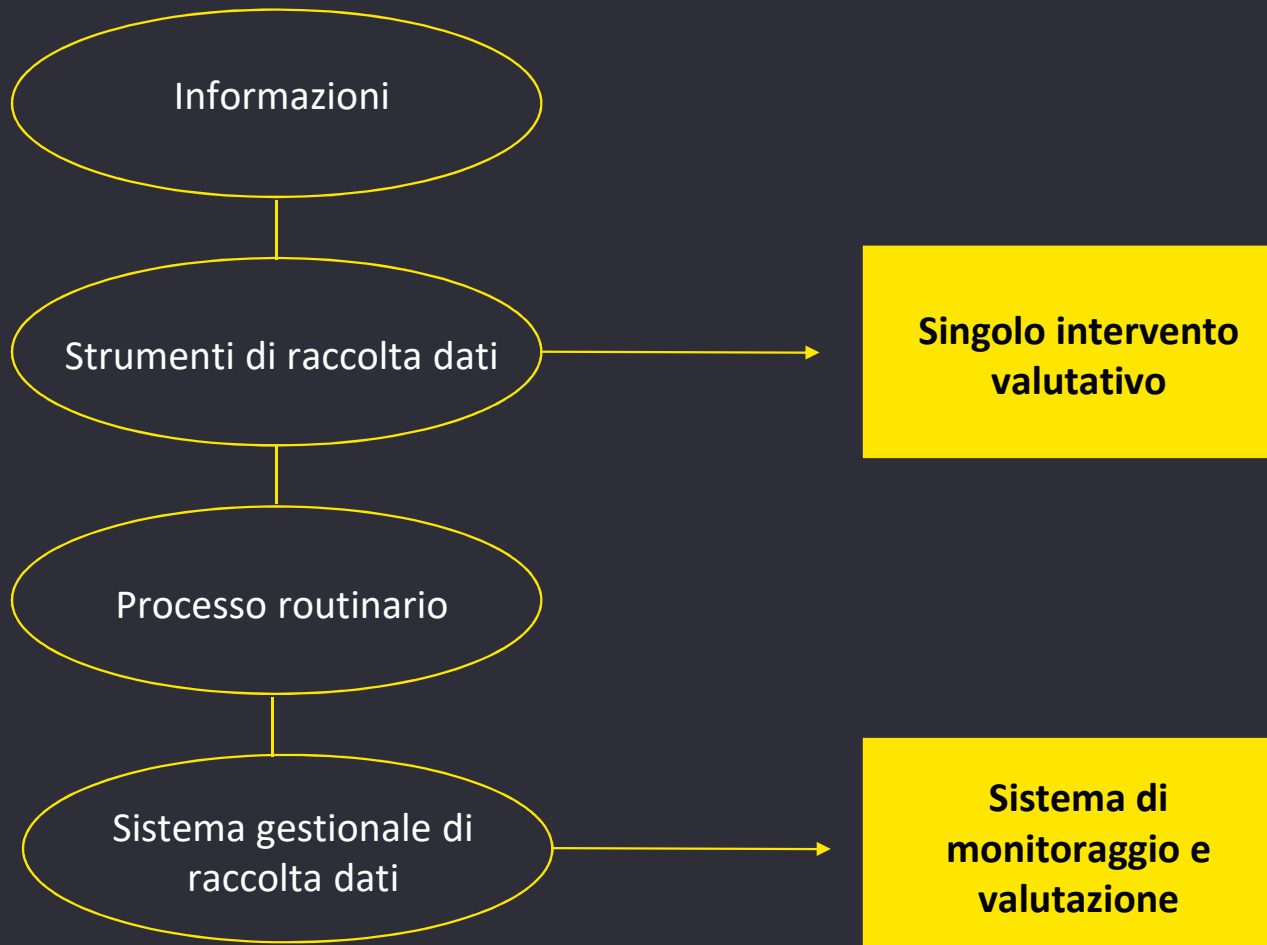 Informazioni
Strumenti di raccolta dati
Singolo intervento
valutativo
Processo routinario
Sistema gestionale di
raccolta dati
Sistema di
monitoraggio e
valutazione